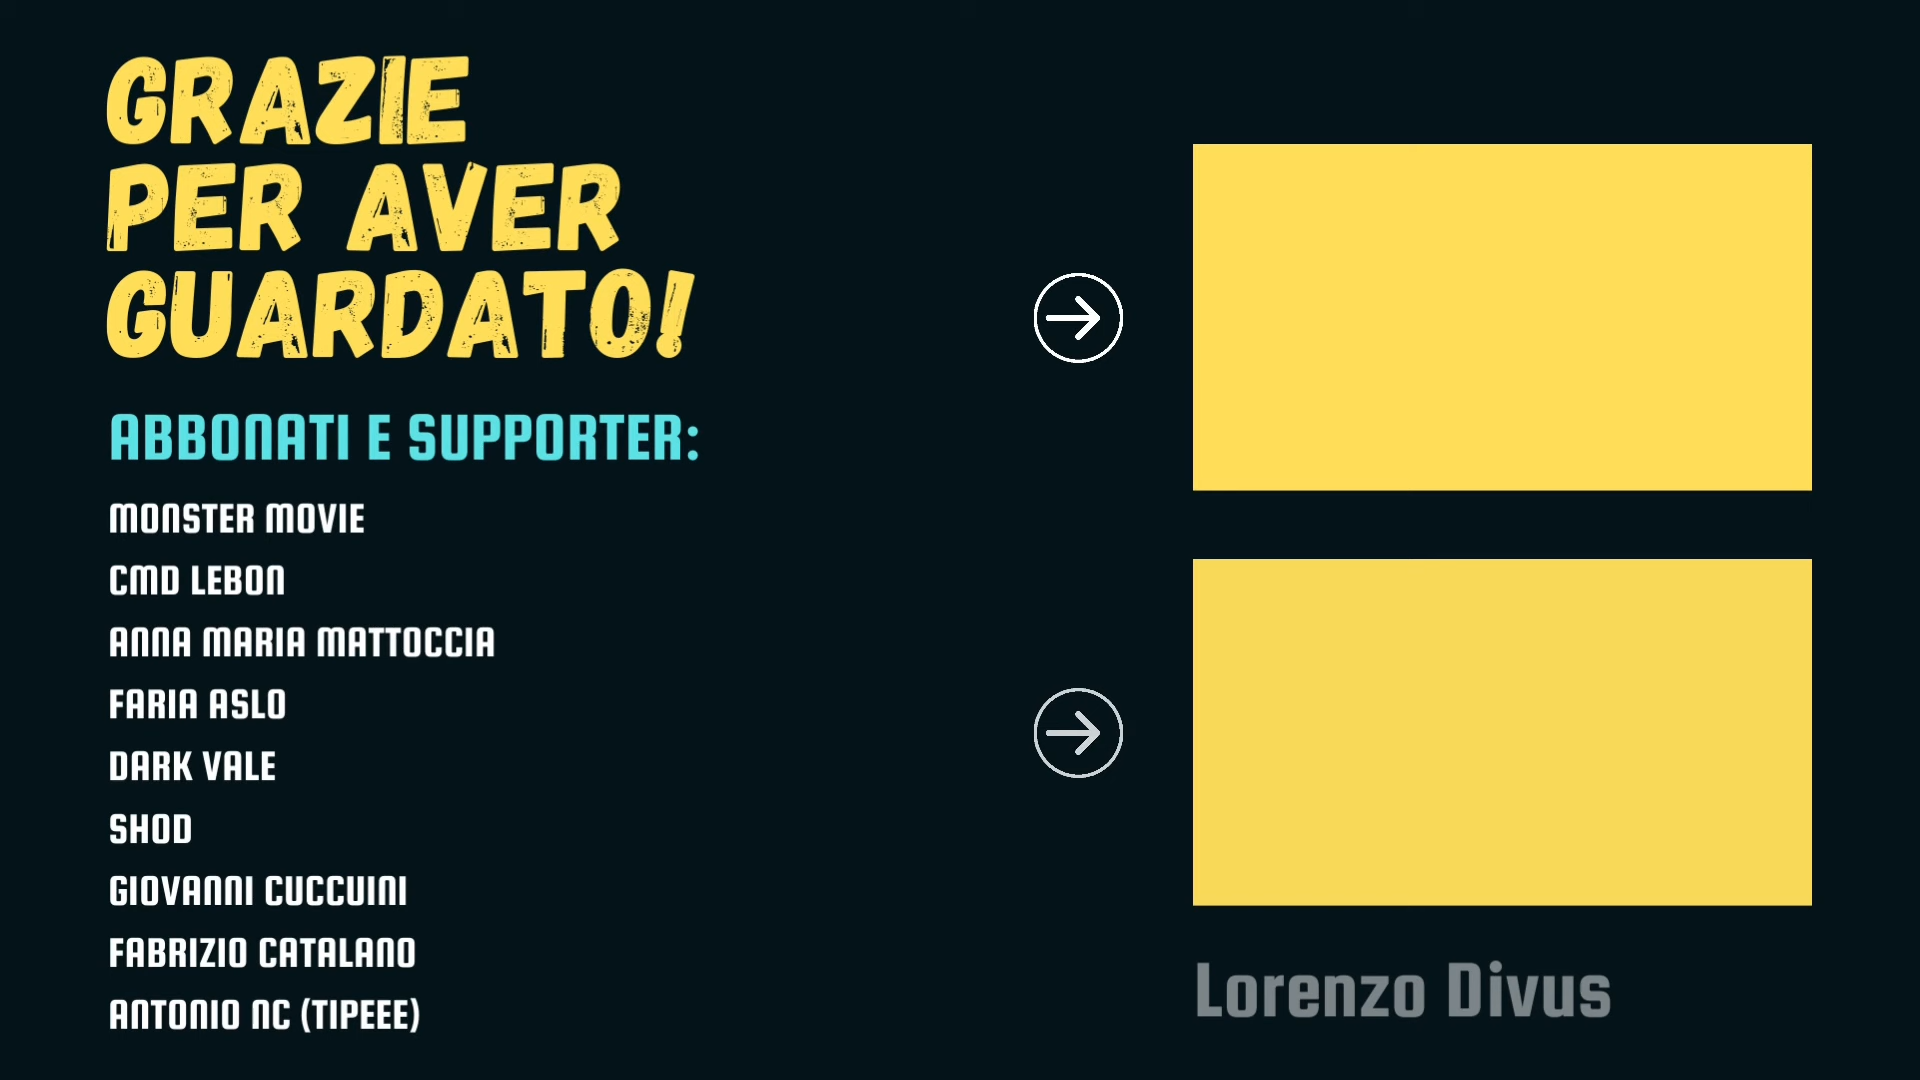 GRAZIE
PER AVER
GUARDATO!
ABBONATI E SUPPORTER:
MONSTER MOVIE
CMD LEBON
ANNA MARIA MATTOCCIA
FARIA ASLO
DARK VALE
SHOD
GIOVANNI CUCCUINI
FABRIZIO CATALANO
ANTONIO NC (TIPEEE)
Lorenzo Divus